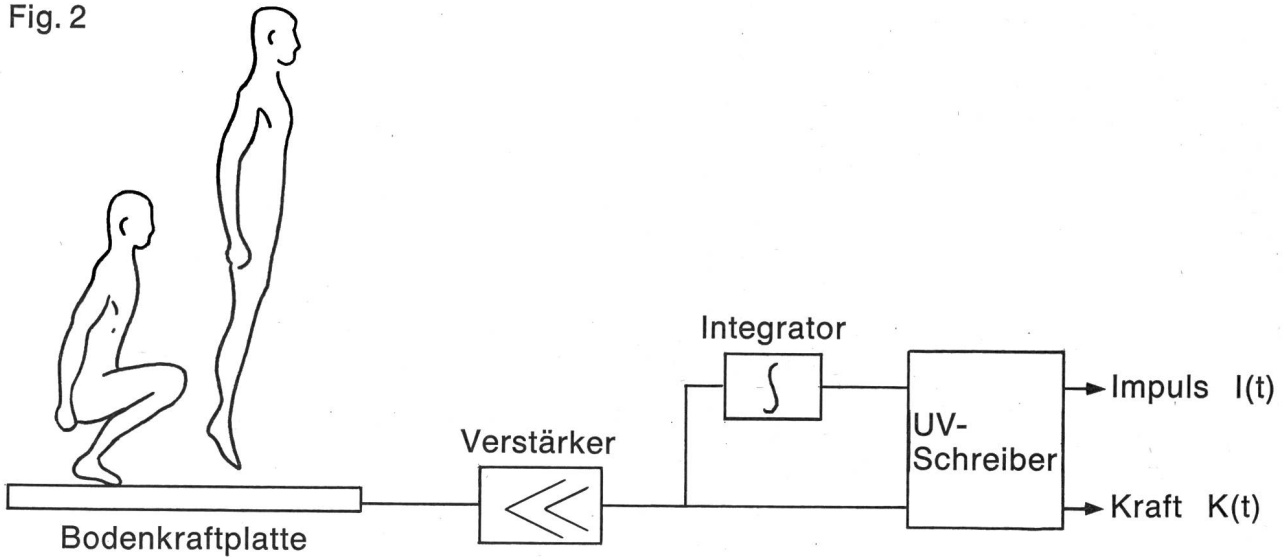 Fig. 2
Integrator
∫
Impuls I(t)
UV-
Schreiber
Verstärker
Kraft K(t)
Bodenkraftplatte